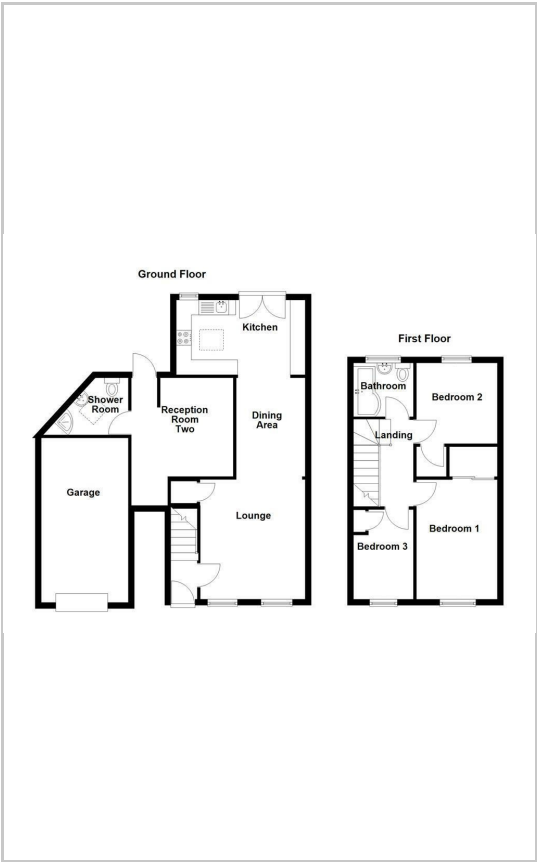 Ground Floor
Kitchen
Shower
Room
Reception
Room
Two
Dining
Area
Garage
Lounge
First Floor
Bathroom
Bedroom 2
Landing
Bedroom 1
Bedroom 3